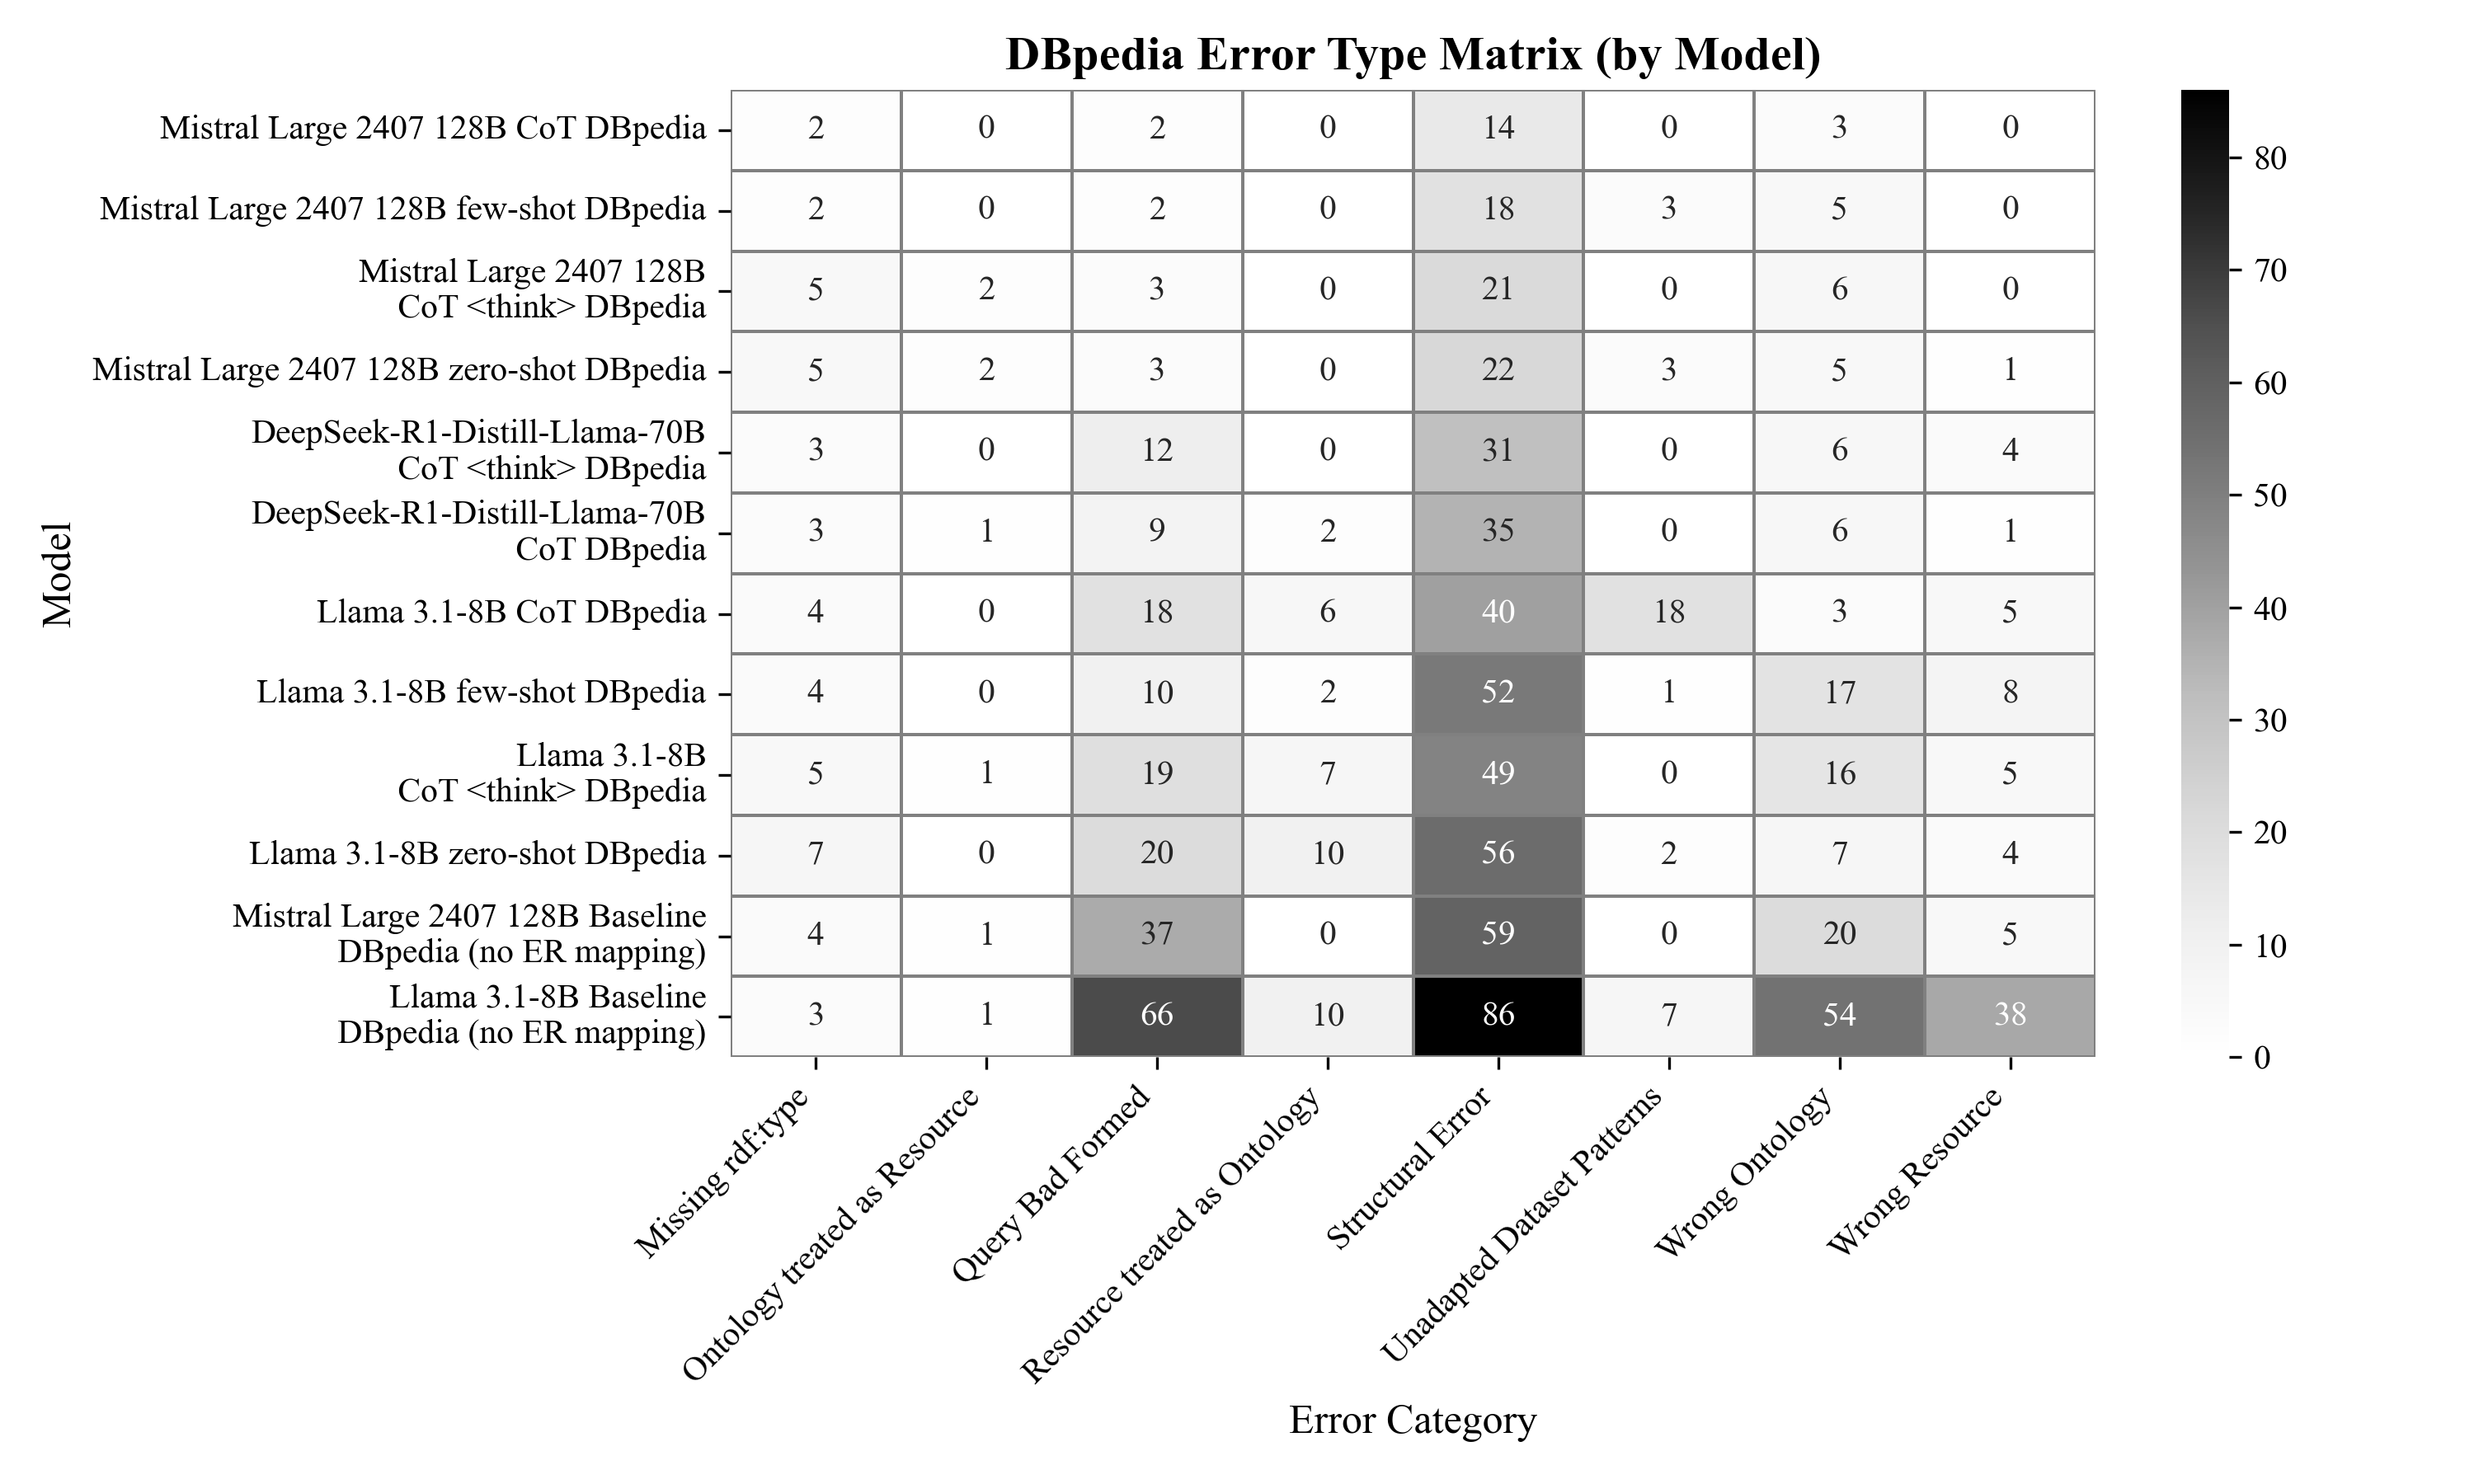 DBpedia Error Type Matrix (by Model)
Model
Mistral Large 2407 128B CoT DBpedia
2 0 2 0 14 0 3 0
Mistral Large 2407 128B few-shot DBpedia
2 0 2 0 18 3 5 0
Mistral Large 2407 128B
CoT <think> DBpedia
5 2 3 0 21 0 6 0
Mistral Large 2407 128B zero-shot DBpedia
5 2 3 0 22 3 5 1
DeepSeek-R1-Distill-Llama-70B
CoT <think> DBpedia
3 0 12 0 31 0 6 4
DeepSeek-R1-Distill-Llama-70B
CoT DBpedia
3 1 9 2 35 0 6 1
Llama 3.1-8B CoT DBpedia
4 0 18 6 40 18 3 5
Llama 3.1-8B few-shot DBpedia
4 0 10 2 52 1 17 8
Llama 3.1-8B
CoT <think> DBpedia
5 1 19 7 49 0 16 5
Llama 3.1-8B zero-shot DBpedia
7 0 20 10 56 2 7 4
Mistral Large 2407 128B Baseline
DBpedia (no ER mapping)
4 1 37 0 59 0 20 5
Llama 3.1-8B Baseline
DBpedia (no ER mapping)
3 1 66 10 86 7 54 38
Missing rdf:type
Ontology treated as Resource
Query Bad Formed
Resource treated as Ontology
Structural Error
Unadapted Dataset Patterns
Wrong Ontology
Wrong Resource
Error Category
80
70
60
50
40
30
20
10
0